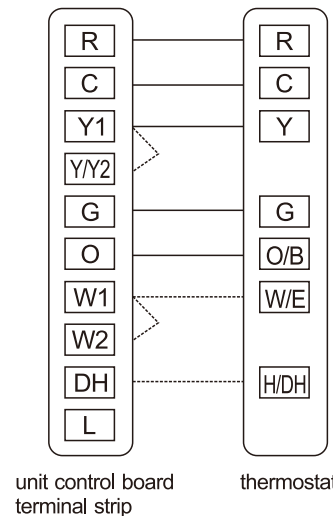 R R
C C
Y1 Y
Y/Y2
G G
O O/B
W1 W/E
W2
DH H/DH
L
unit control board thermostat
terminal strip